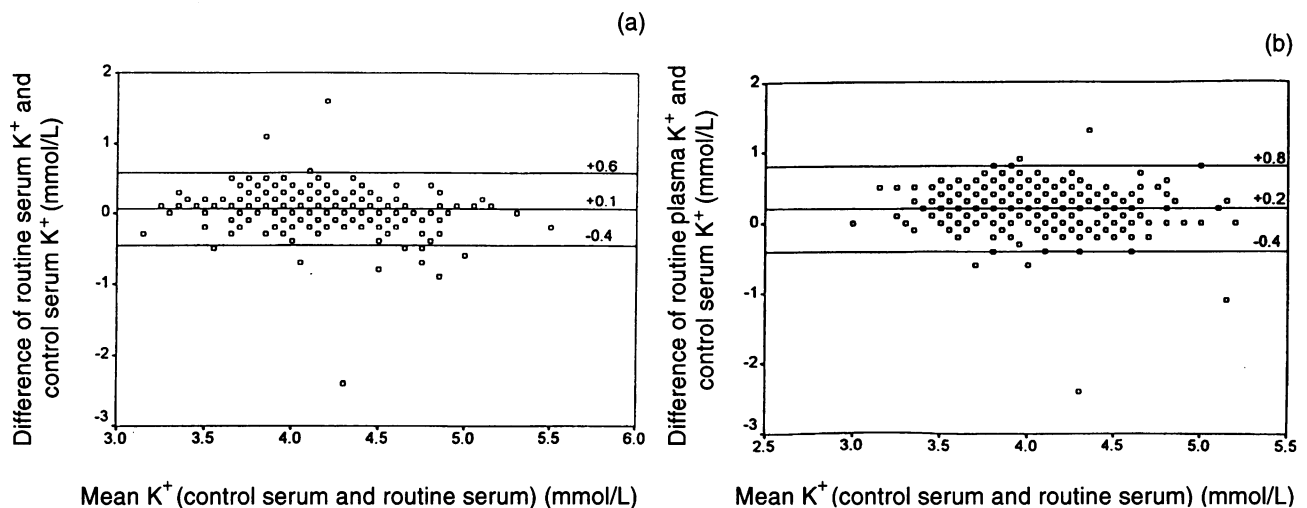 (a)
Difference of routine serum K+ and
control serum K+ (mmol/L)
2
1
0
-1
-2
-3
+0.6
+0.1
-0.4
3.0 3.5 4.0 4.5 5.0 5.5 6.0
Mean K+ (control serum and routine serum) (mmol/L)
(b)
Difference of routine plasma K+ and
control serum K+ (mmol/L)
2
1
0
-1
-2
-3
+0.8
+0.2
-0.4
2.5 3.0 3.5 4.0 4.5 5.0 5.5
Mean K+ (control serum and routine serum) (mmol/L)